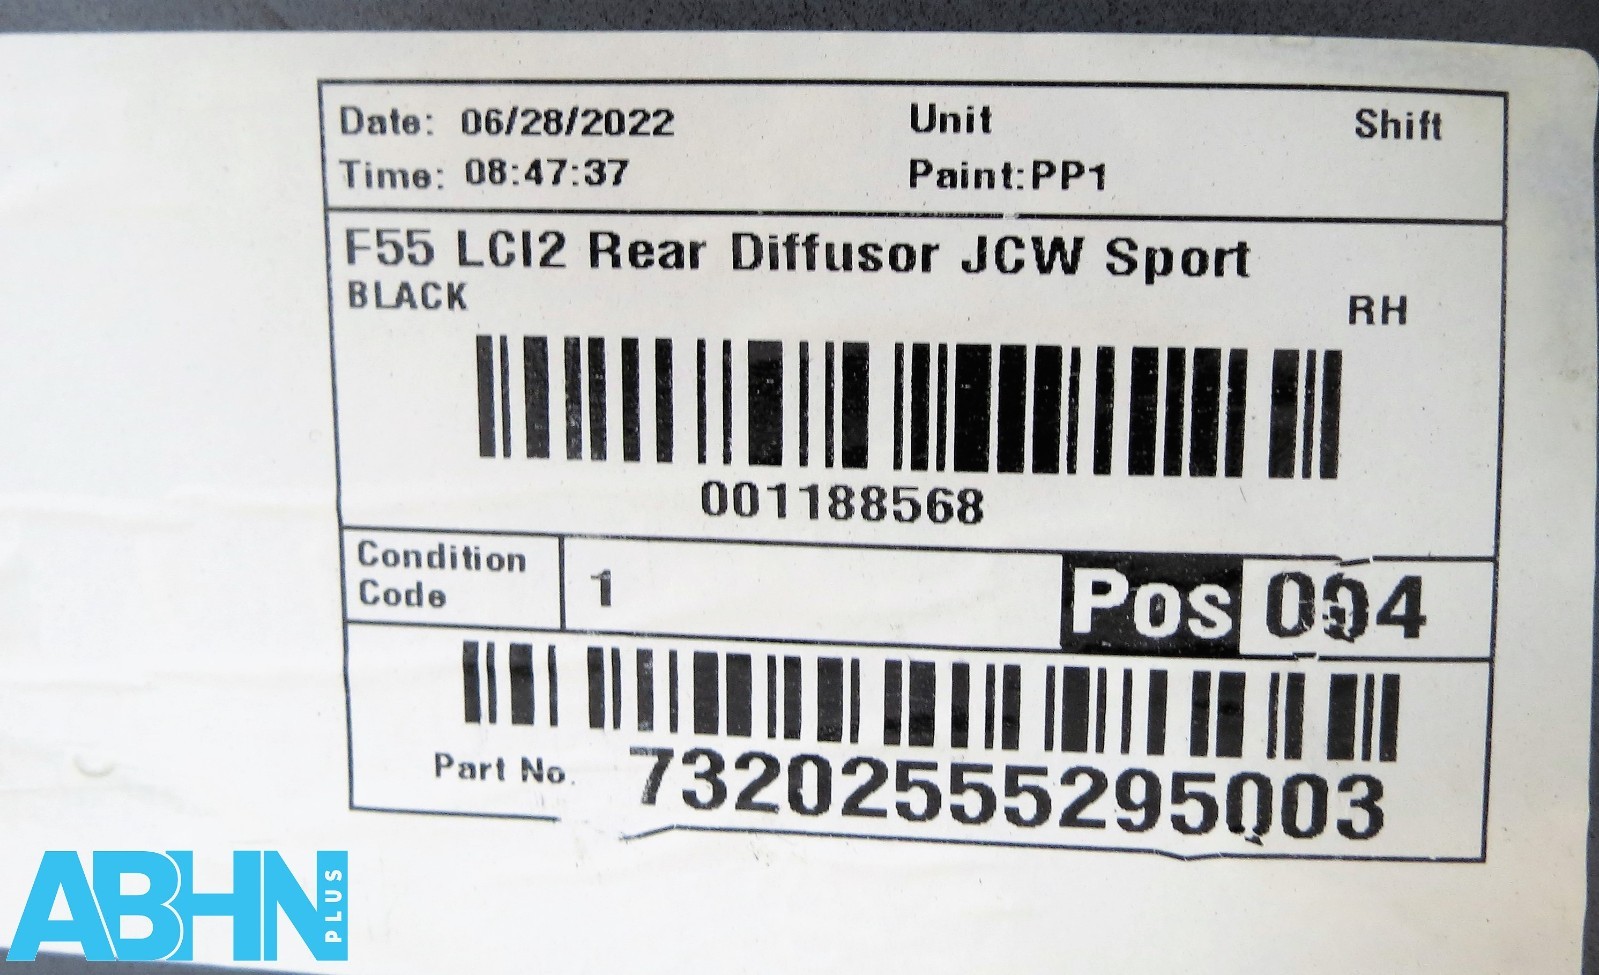 Date: 06/28/2022 Unit Shift
Time: 08:47:37 Paint:PP1
F55 LCI2 Rear Diffusor JCW Sport
BLACK RH
001188568
Condition Code 1 Pos 004
Part No. 73202555295003
ABHN PLUS